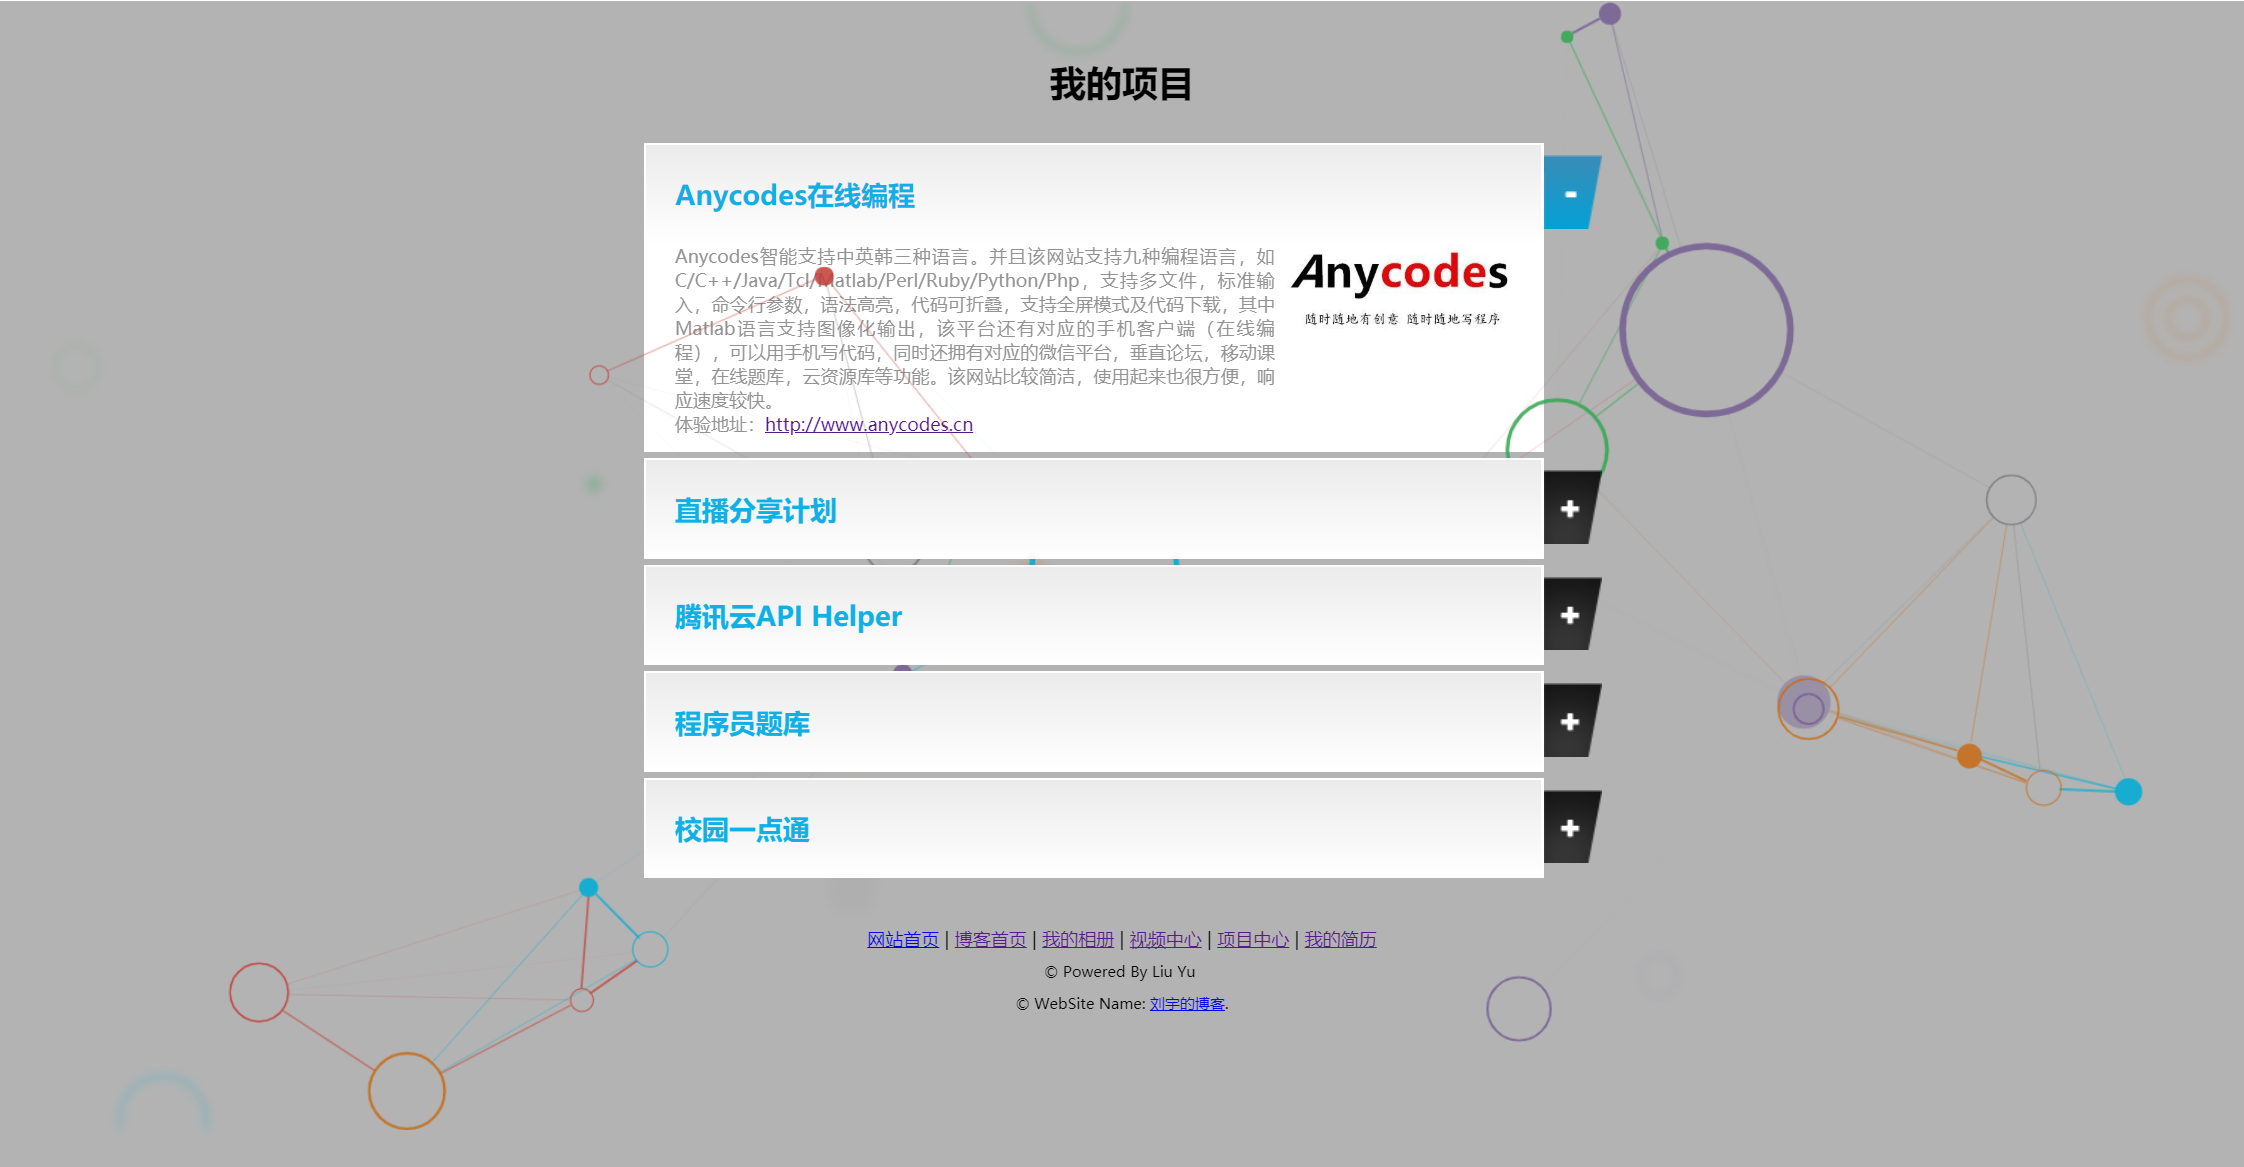 我的项目
Anycodes在线编程
-
Anycodes智能支持中英韩三种语言。并且该网站支持九种编程语言，如
C/C++/Java/Tcl/Matlab/Perl/Ruby/Python/Php，支持多文件，标准输
入，命令行参数，语法高亮，代码可折叠，支持全屏模式及代码下载，其中
Matlab语言支持图像化输出，该平台还有对应的手机客户端（在线编
程），可以用手机写代码，同时还拥有对应的微信平台，垂直论坛，移动课
堂，在线题库，云资源库等功能。该网站比较简洁，使用起来也很方便，响
应速度较快。
体验地址：http://www.anycodes.cn
Anycodes
随时随地有创意 随时随地写程序
直播分享计划
+
腾讯云API Helper
+
程序员题库
+
校园一点通
+
网站首页 | 博客首页 | 我的相册 | 视频中心 | 项目中心 | 我的简历
© Powered By Liu Yu
© WebSite Name: 刘宇的博客.